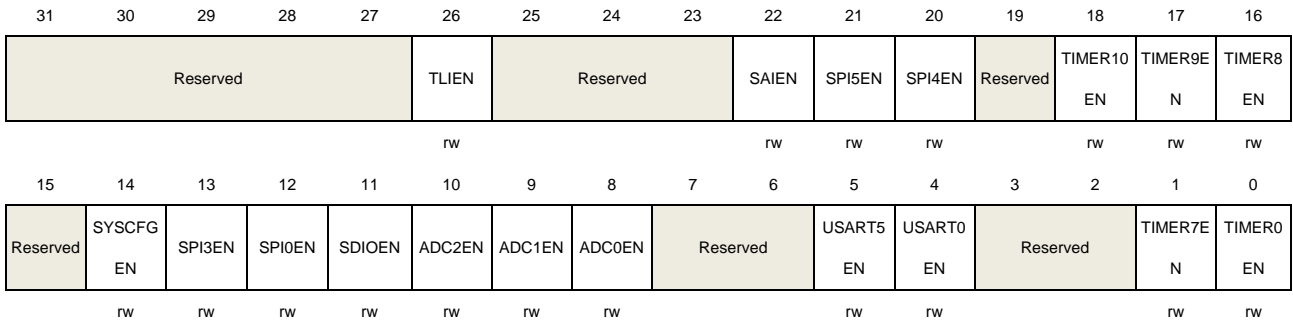 31 30 29 28 27 26 25 24 23 22 21 20 19 18 17 16
Reserved TLIEN Reserved SAIEN SPI5EN SPI4EN Reserved TIMER10 EN TIMER9E N TIMER8 EN
rw rw rw rw rw rw rw
15 14 13 12 11 10 9 8 7 6 5 4 3 2 1 0
Reserved SYSCFG EN SPI3EN SPI0EN SDIOEN ADC2EN ADC1EN ADC0EN Reserved USART5 EN USART0 EN Reserved TIMER7E N TIMER0 EN
rw rw rw rw rw rw rw rw rw rw rw